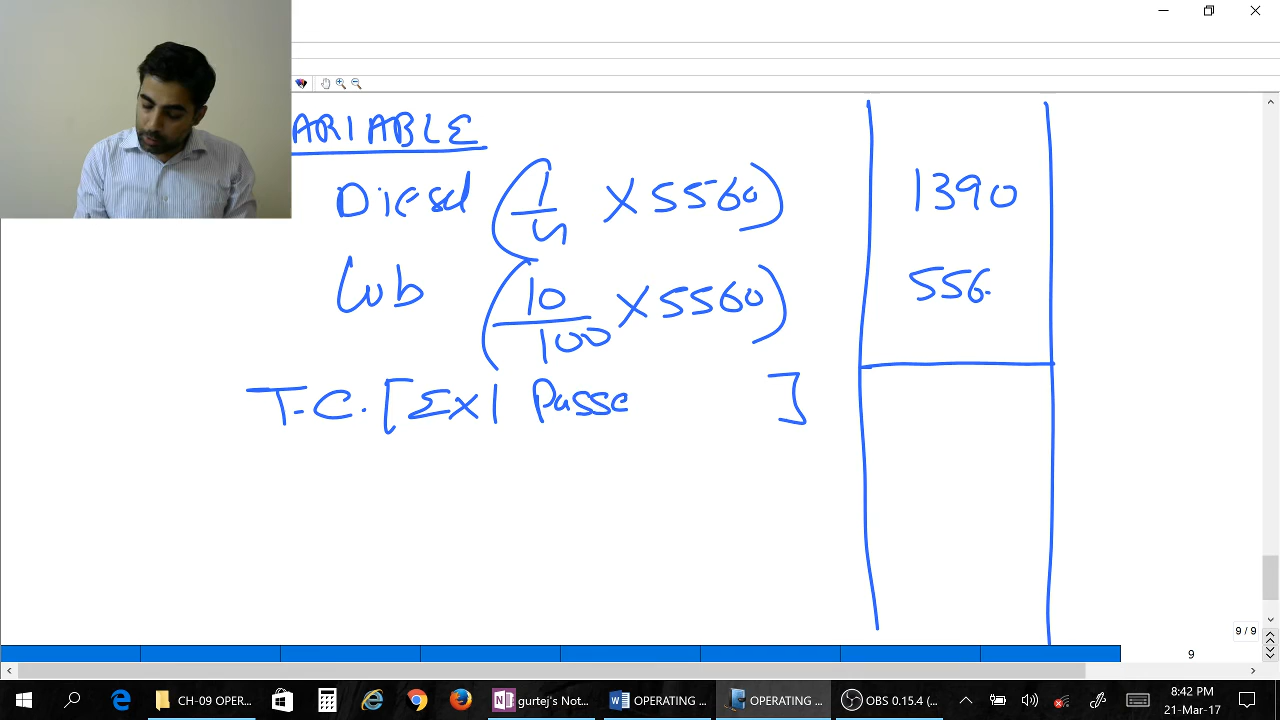 ARIABLE
Diesel (1/4 × 5560) 1390
Lub (10/100 × 5560) 556
T.C. [Exl Passe ]
9 / 9
9
CH-09 OPER...
gurtej's Not...
OPERATING ...
OPERATING ...
OBS 0.15.4 (...
8:42 PM
21-Mar-17